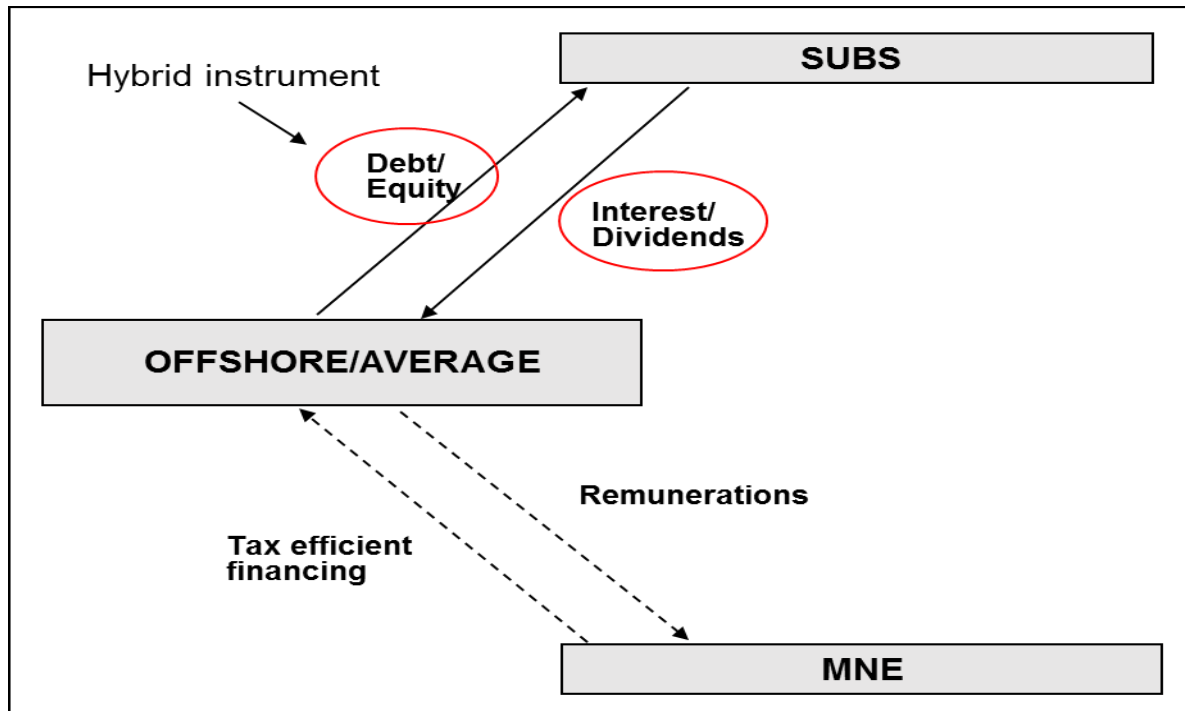 SUBS
Hybrid instrument
Debt/
Equity
Interest/
Dividends
OFFSHORE/AVERAGE
Remunerations
Tax efficient
financing
MNE